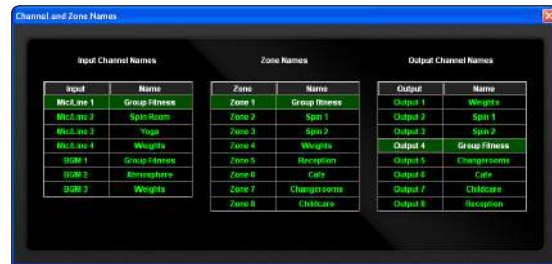 Channel and Zone Names
Input Channel Names
Input Name
Mic/Line 1 Group Fitness
Mic/Line 2 Spin Room
Mic/Line 3 Yoga
Mic/Line 4 Weights
BGM 1 Group Fitness
BGM 2 Atmosphere
BGM 3 Weights
Zone Names
Zone Name
Zone 1 Group fitness
Zone 2 Spin 1
Zone 3 Spin 2
Zone 4 Weights
Zone 5 Reception
Zone 6 Cafe
Zone 7 Changerooms
Zone 8 Childcare
Output Channel Names
Output Name
Output 1 Weights
Output 2 Spin 1
Output 3 Spin 2
Output 4 Group Fitness
Output 5 Changerooms
Output 6 Cafe
Output 7 Childcare
Output 8 Reception